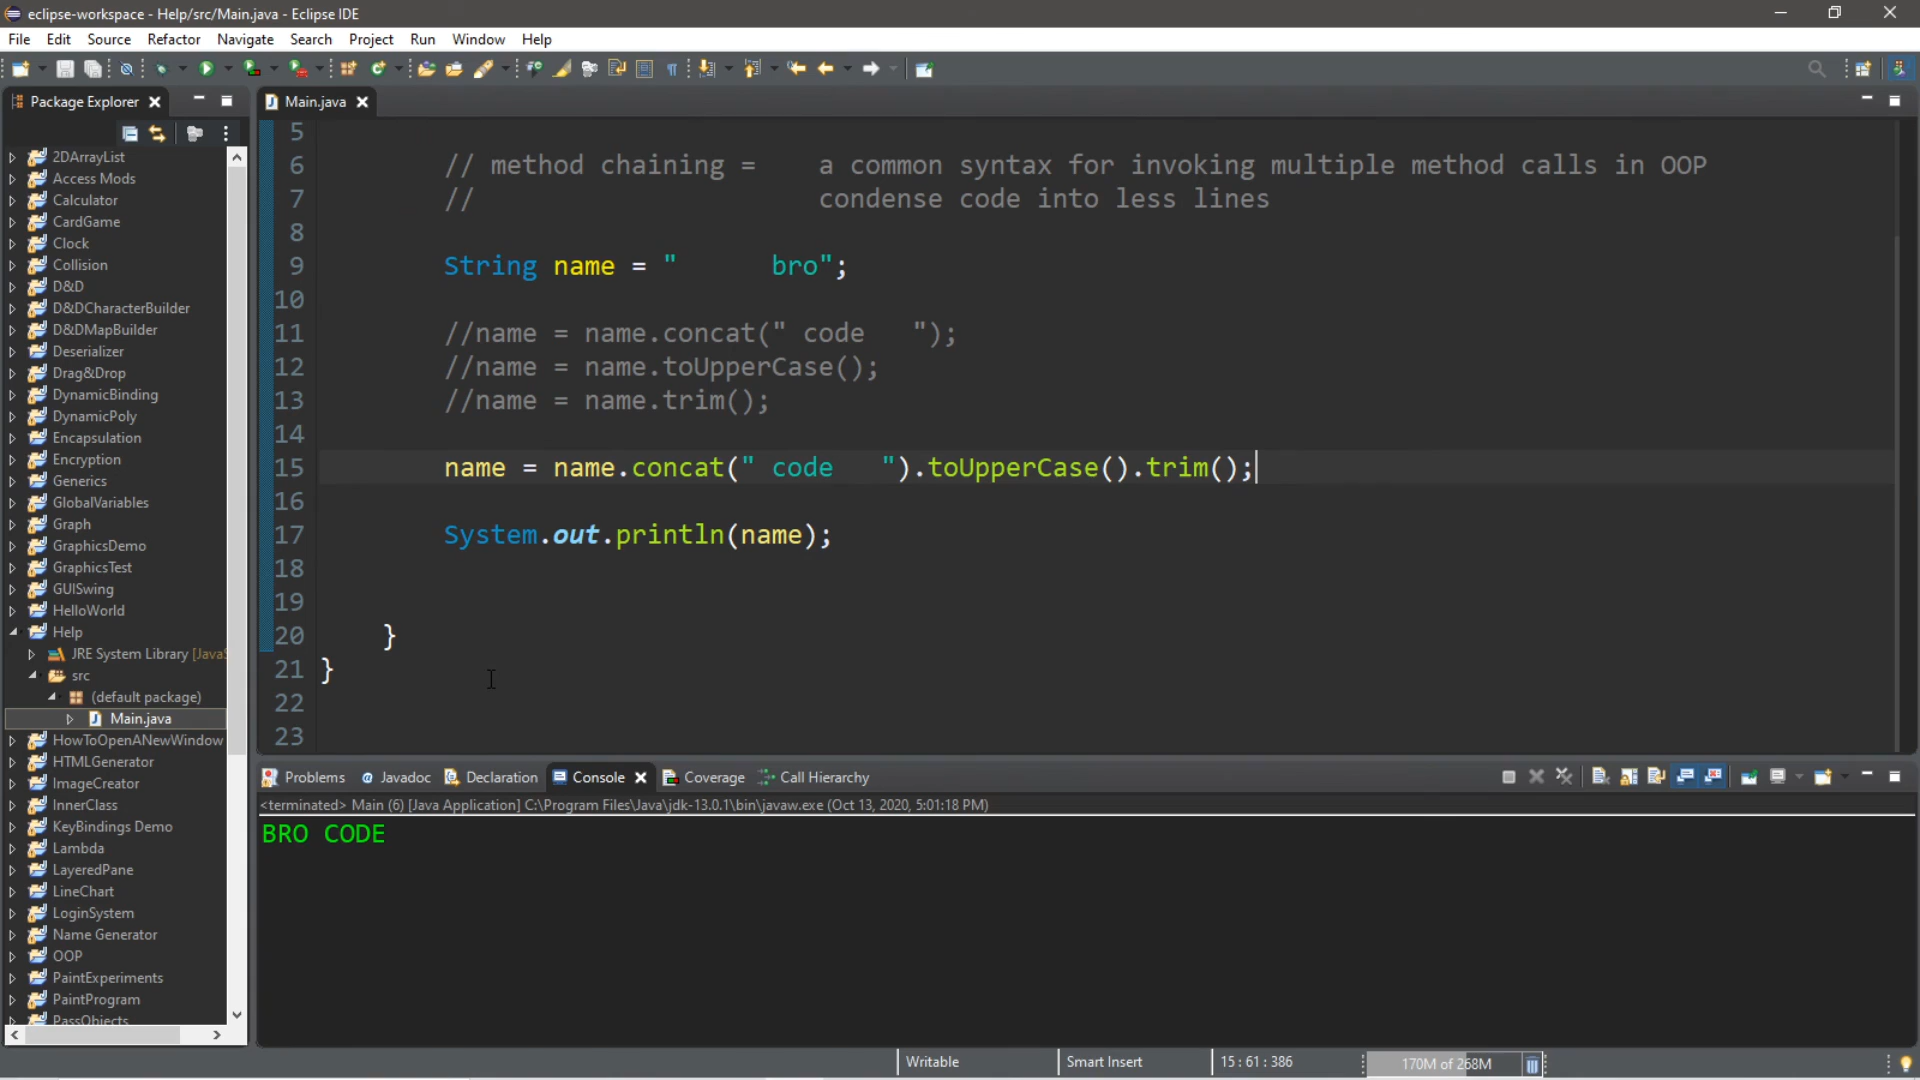 eclipse-workspace - Help/src/Main.java - Eclipse IDE
File Edit Source Refactor Navigate Search Project Run Window Help
Package Explorer
2DArrayList
Access Mods
Calculator
CardGame
Clock
Collision
D&D
D&DCharacterBuilder
D&DMapBuilder
Deserializer
Drag&Drop
DynamicBinding
DynamicPoly
Encapsulation
Encryption
Generics
GlobalVariables
Graph
GraphicsDemo
GraphicsTest
GUISwing
HelloWorld
Help
JRE System Library [JavaS
src
(default package)
Main.java
HowToOpenANewWindow
HTMLGenerator
ImageCreator
InnerClass
KeyBindings Demo
Lambda
LayeredPane
LineChart
LoginSystem
Name Generator
OOP
PaintExperiments
PaintProgram
PassObjects
Main.java
5
6 // method chaining = a common syntax for invoking multiple method calls in OOP
7 // condense code into less lines
8
9 String name = "      bro";
10
11 //name = name.concat(" code   ");
12 //name = name.toUpperCase();
13 //name = name.trim();
14
15 name = name.concat(" code   ").toUpperCase().trim();
16
17 System.out.println(name);
18
19
20 }
21 }
22
23
Problems Javadoc Declaration Console Coverage Call Hierarchy
<terminated> Main (6) [Java Application] C:\Program Files\Java\jdk-13.0.1\bin\javaw.exe (Oct 13, 2020, 5:01:18 PM)
BRO CODE
Writable Smart Insert 15 : 61 : 386 170M of 268M